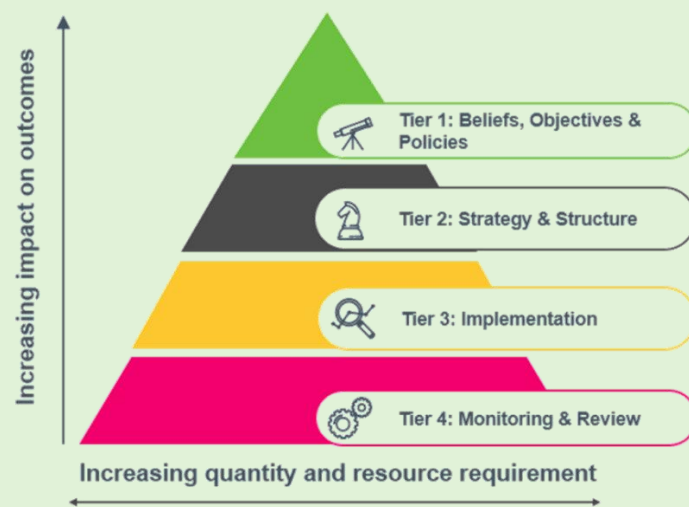 Increasing impact on outcomes
Tier 1: Beliefs, Objectives &
Policies
Tier 2: Strategy & Structure
Tier 3: Implementation
Tier 4: Monitoring & Review
Increasing quantity and resource requirement